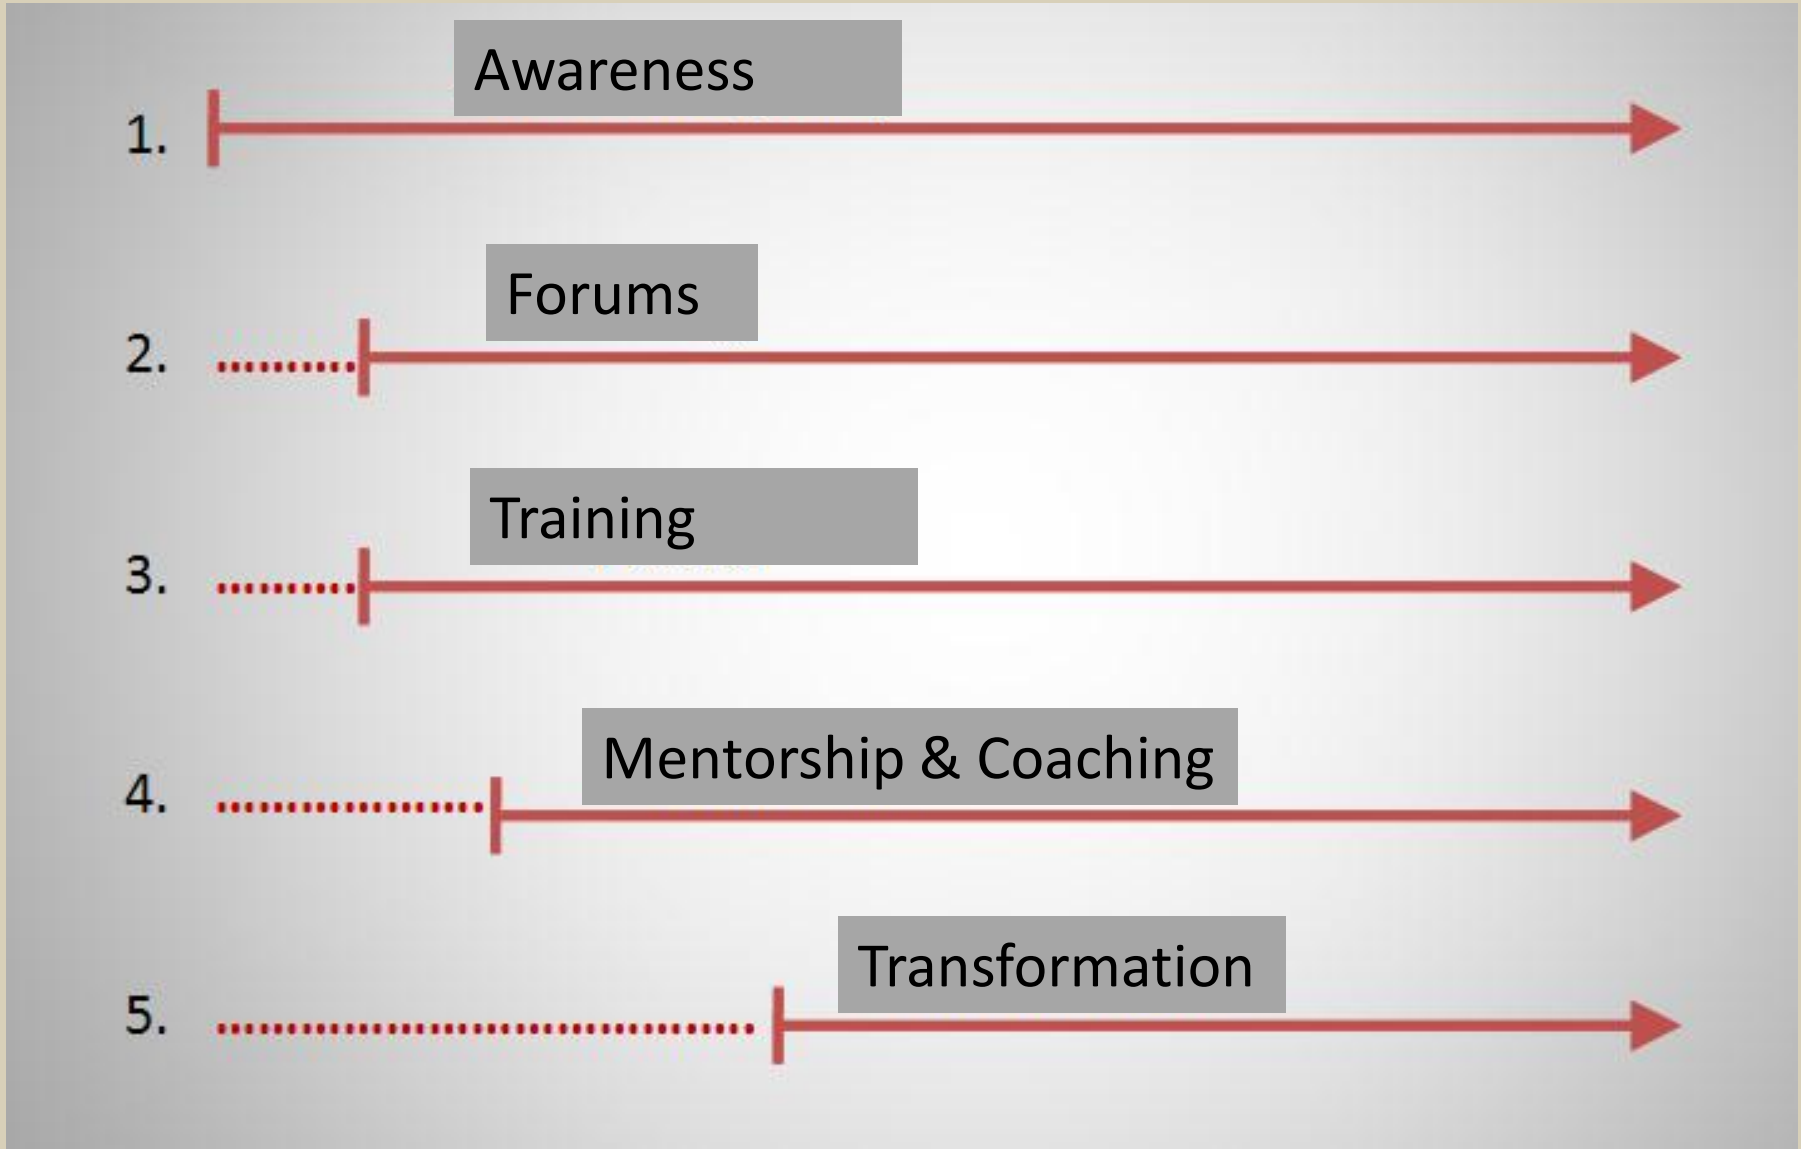 1. Awareness
2. Forums
3. Training
4. Mentorship & Coaching
5. Transformation